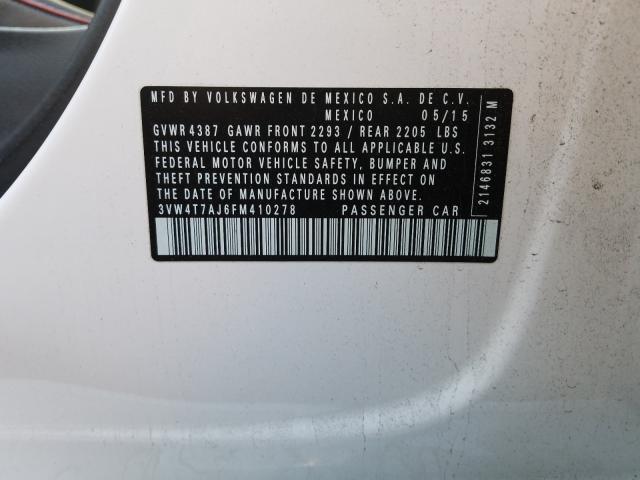 MFD BY VOLKSWAGEN DE MEXICO S.A. DE C.V.
MEXICO 05/15
GVWR 4387 GAWR FRONT 2293 / REAR 2205 LBS
THIS VEHICLE CONFORMS TO ALL APPLICABLE U.S.
FEDERAL MOTOR VEHICLE SAFETY, BUMPER AND
THEFT PREVENTION STANDARDS IN EFFECT ON
THE DATE OF MANUFACTURE SHOWN ABOVE.
3VW4T7AJ6FM410278 PASSENGER CAR
2146831 3132 M